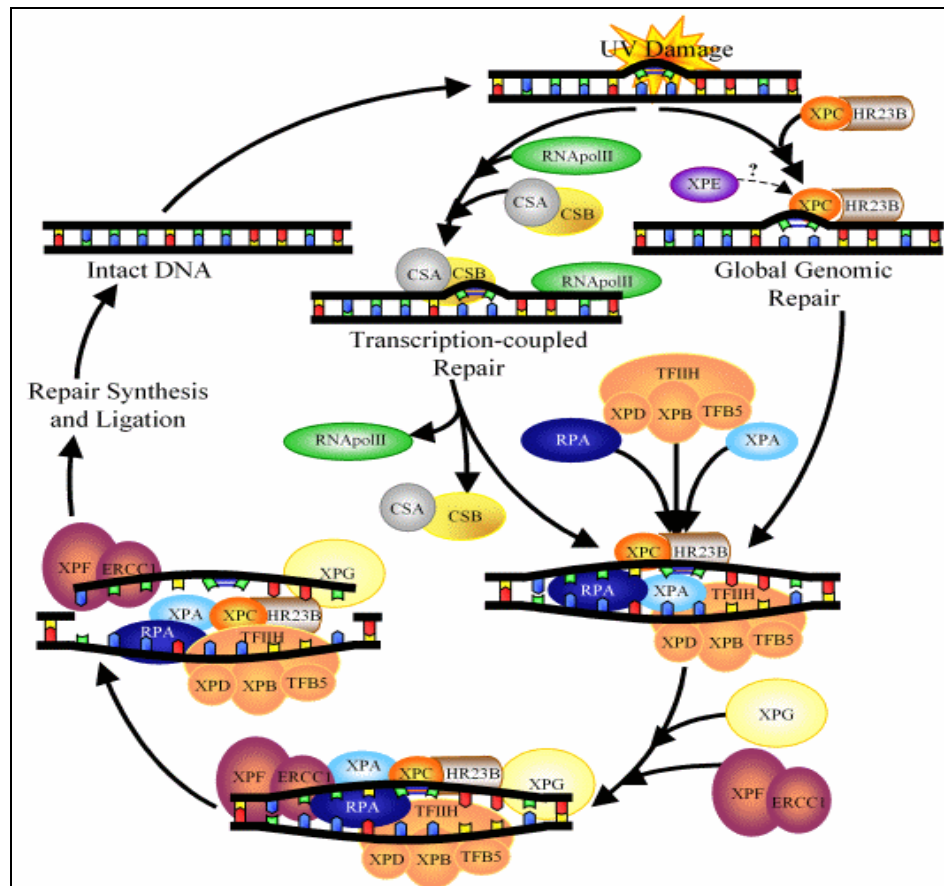 UV Damage
XPC HR23B
RNApolII
?
XPE
CSA
CSB
XPC HR23B
CSA CSB
RNApolII
Intact DNA
Global Genomic
Repair
Transcription-coupled
Repair
TFIIH
XPD XPB TFB5
Repair Synthesis
and Ligation
RNApolII
RPA
XPA
CSA
CSB
XPC HR23B
XPF ERCC1
XPG
RPA XPA TFIIH
XPA XPC HR23B
RPA
TFIIH
XPD XPB TFB5
XPD XPB TFB5
XPG
XPA
XPF ERCC1 XPC HR23B
XPG
RPA
TFIIH
XPF
ERCC1
XPD XPB TFB5